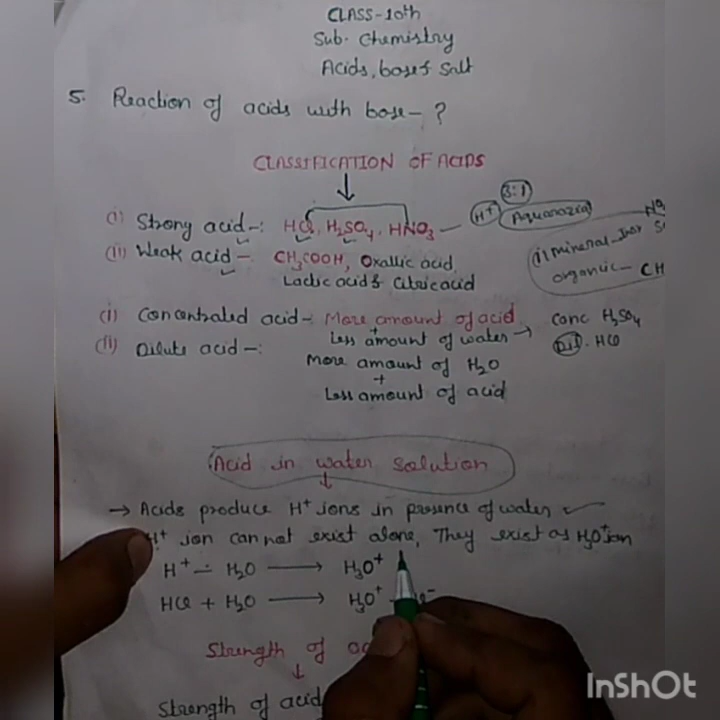 CLASS-10th
Sub. Chemistry
Acids, bases Salt
5. Reaction of acids with base- ?
CLASSIFICATION OF ACIDS
(i) Strong acid-: HCl, H2SO4, HNO3 — H+ 3:1 Aquaragia
(ii) Weak acid-: CH3COOH, Oxallic acid
Lactic acid & Citric acid
(i) mineral-
organic- CH
(i) Concentrated acid-: More amount of acid
+
Less amount of water → Conc H2SO4
(ii) Dilute acid-: More amount of H2O Dil. HCl
+
Less amount of acid
Acid in water solution
→ Acids produce H+ ions in presence of water
H+ ion can not exist alone, They exist as H3O+ ion
H+ - H2O → H3O+
HCl + H2O → H3O+
Strength of
Strength of acid
InShOt